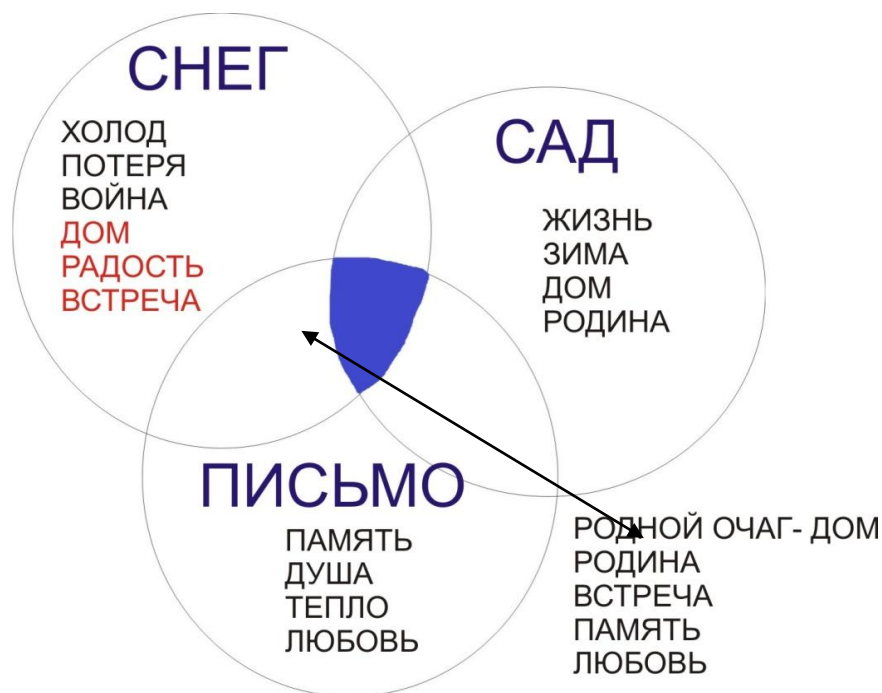 СНЕГ
ХОЛОД
ПОТЕРЯ
ВОЙНА
ДОМ
РАДОСТЬ
ВСТРЕЧА
САД
ЖИЗНЬ
ЗИМА
ДОМ
РОДИНА
ПИСЬМО
ПАМЯТЬ
ДУША
ТЕПЛО
ЛЮБОВЬ
РОДНОЙ ОЧАГ- ДОМ
РОДИНА
ВСТРЕЧА
ПАМЯТЬ
ЛЮБОВЬ